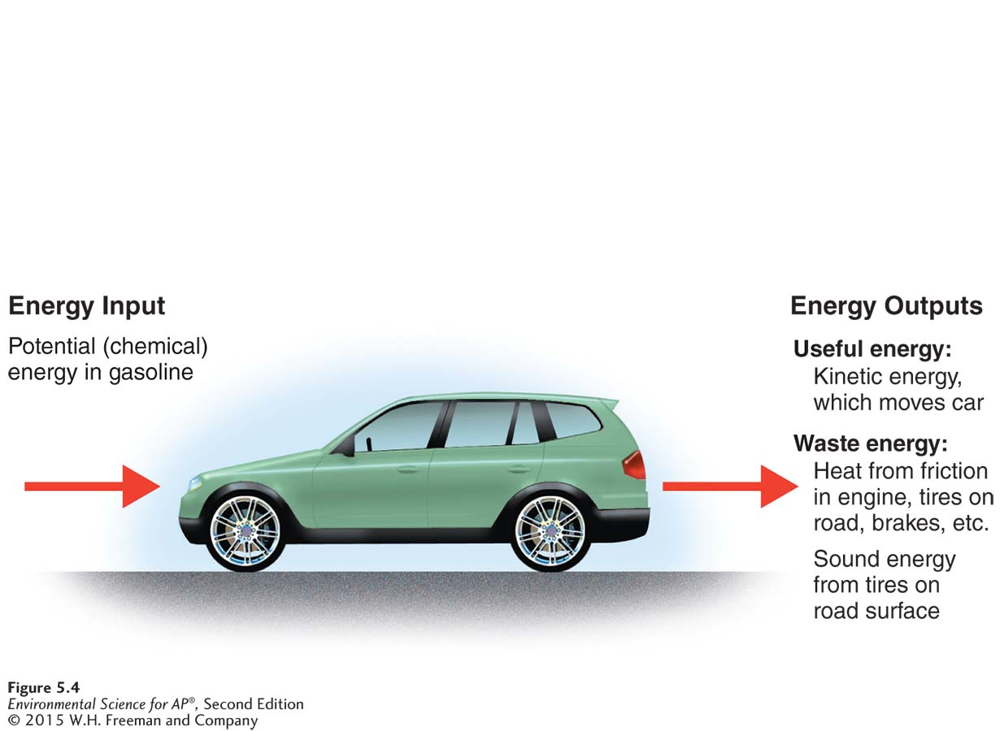 Energy Input
Potential (chemical)
energy in gasoline
Energy Outputs
Useful energy:
Kinetic energy,
which moves car
Waste energy:
Heat from friction
in engine, tires on
road, brakes, etc.
Sound energy
from tires on
road surface
Figure 5.4
Environmental Science for AP®, Second Edition
© 2015 W.H. Freeman and Company